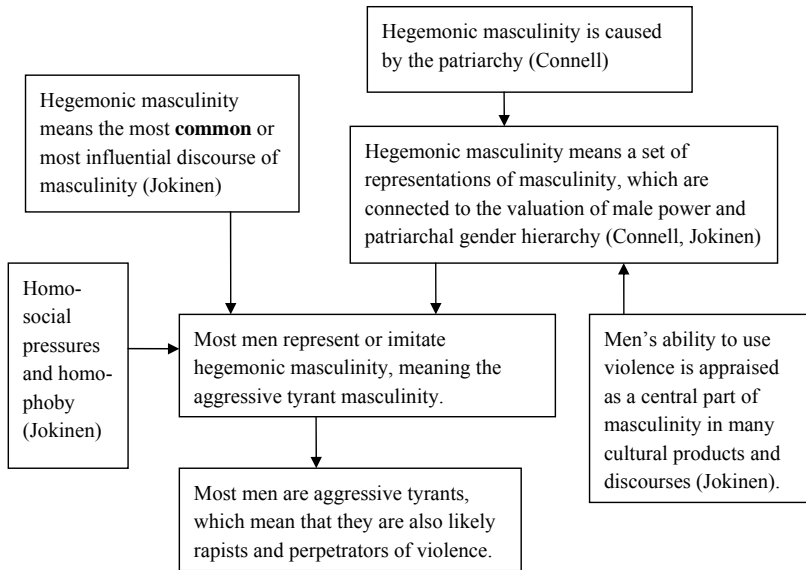 Hegemonic masculinity is caused
by the patriarchy (Connell)
Hegemonic masculinity
means the most common or
most influential discourse of
masculinity (Jokinen)
Hegemonic masculinity means a set of
representations of masculinity, which are
connected to the valuation of male power and
patriarchal gender hierarchy (Connell, Jokinen)
Homo-
social
pressures
and homo-
phoby
(Jokinen)
Most men represent or imitate
hegemonic masculinity, meaning the
aggressive tyrant masculinity.
Men’s ability to use
violence is appraised
as a central part of
masculinity in many
cultural products and
discourses (Jokinen).
Most men are aggressive tyrants,
which mean that they are also likely
rapists and perpetrators of violence.